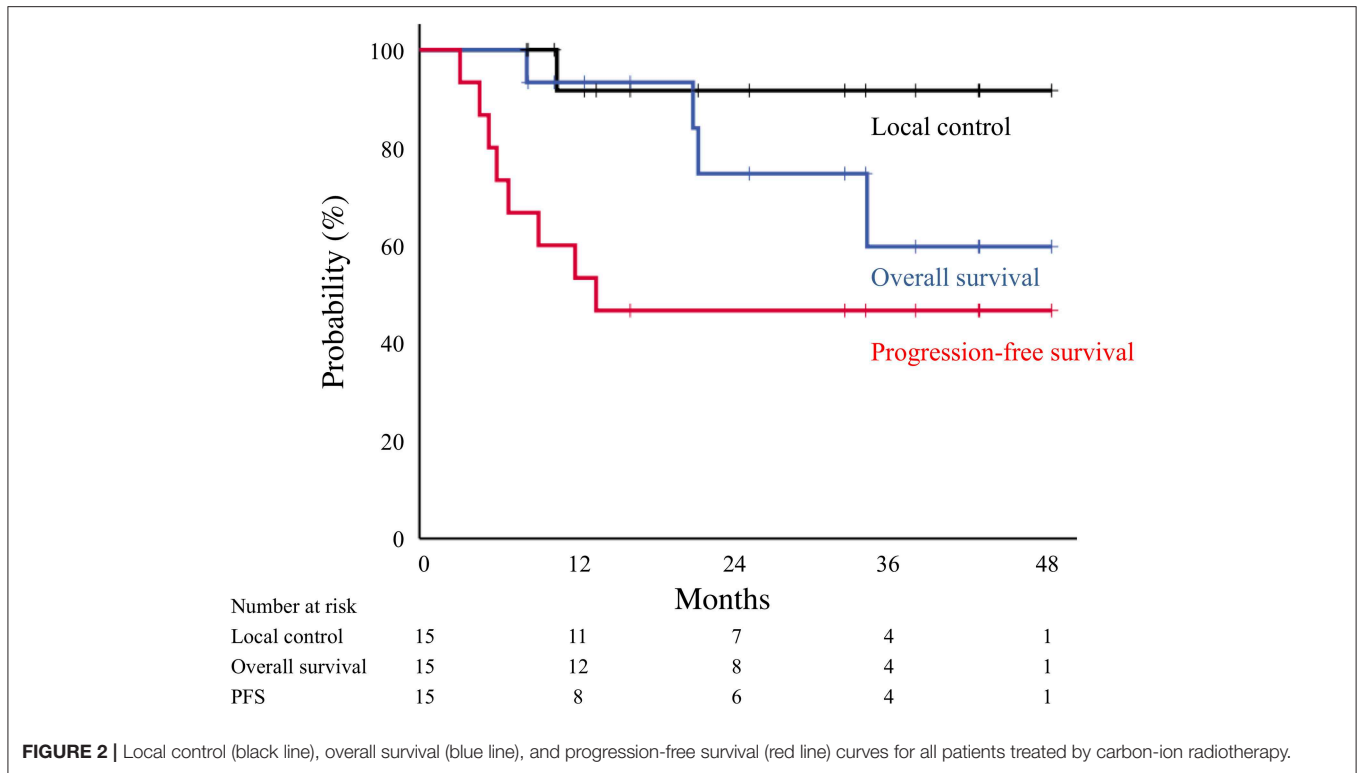 100
80
60
40
20
0
Probability (%)
Local control
Overall survival
Progression-free survival
0 12 24 36 48
Months
Number at risk
Local control 15 11 7 4 1
Overall survival 15 12 8 4 1
PFS 15 8 6 4 1
FIGURE 2 | Local control (black line), overall survival (blue line), and progression-free survival (red line) curves for all patients treated by carbon-ion radiotherapy.